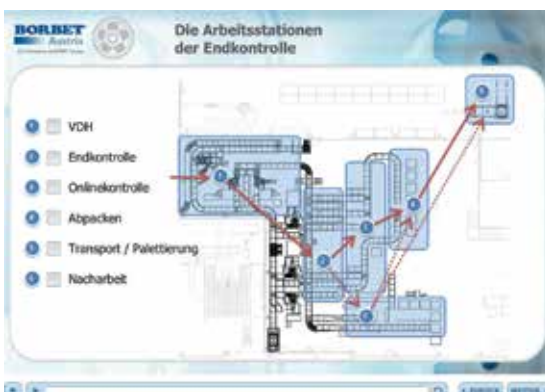 BORBET
Austria
Die Arbeitsstationen
der Endkontrolle
VDH
Endkontrolle
Onlinekontrolle
Abpacken
Transport / Palettierung
Nacharbeit